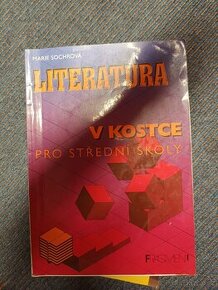 MARIE SOCHROVÁ
LITERATURA
V KOSTCE
PRO STŘEDNÍ ŠKOLY
FRAGMENT